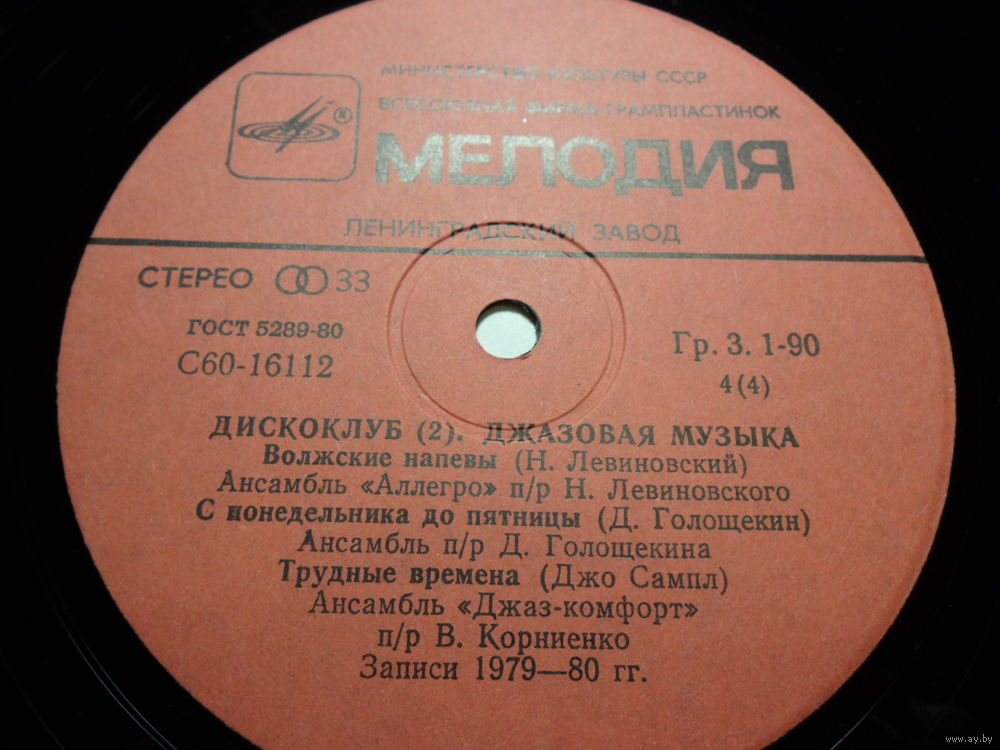 МИНИСТЕРСТВО КУЛЬТУРЫ СССР
ВСЕСОЮЗНАЯ ФИРМА ГРАМПЛАСТИНОК
®
МЕЛОДИЯ
ЛЕНИНГРАДСКИЙ ЗАВОД
СТЕРЕО 33
ГОСТ 5289-80
С60-16112
Гр. 3. 1-90
4(4)
ДИСКОКЛУБ (2). ДЖАЗОВАЯ МУЗЫКА
Волжские напевы (Н. Левиновский)
Ансамбль «Аллегро» п/р Н. Левиновского
С понедельника до пятницы (Д. Голощекин)
Ансамбль п/р Д. Голощекина
Трудные времена (Джо Сампл)
Ансамбль «Джаз-комфорт»
п/р В. Корниенко
Записи 1979—80 гг.
www.ay.by